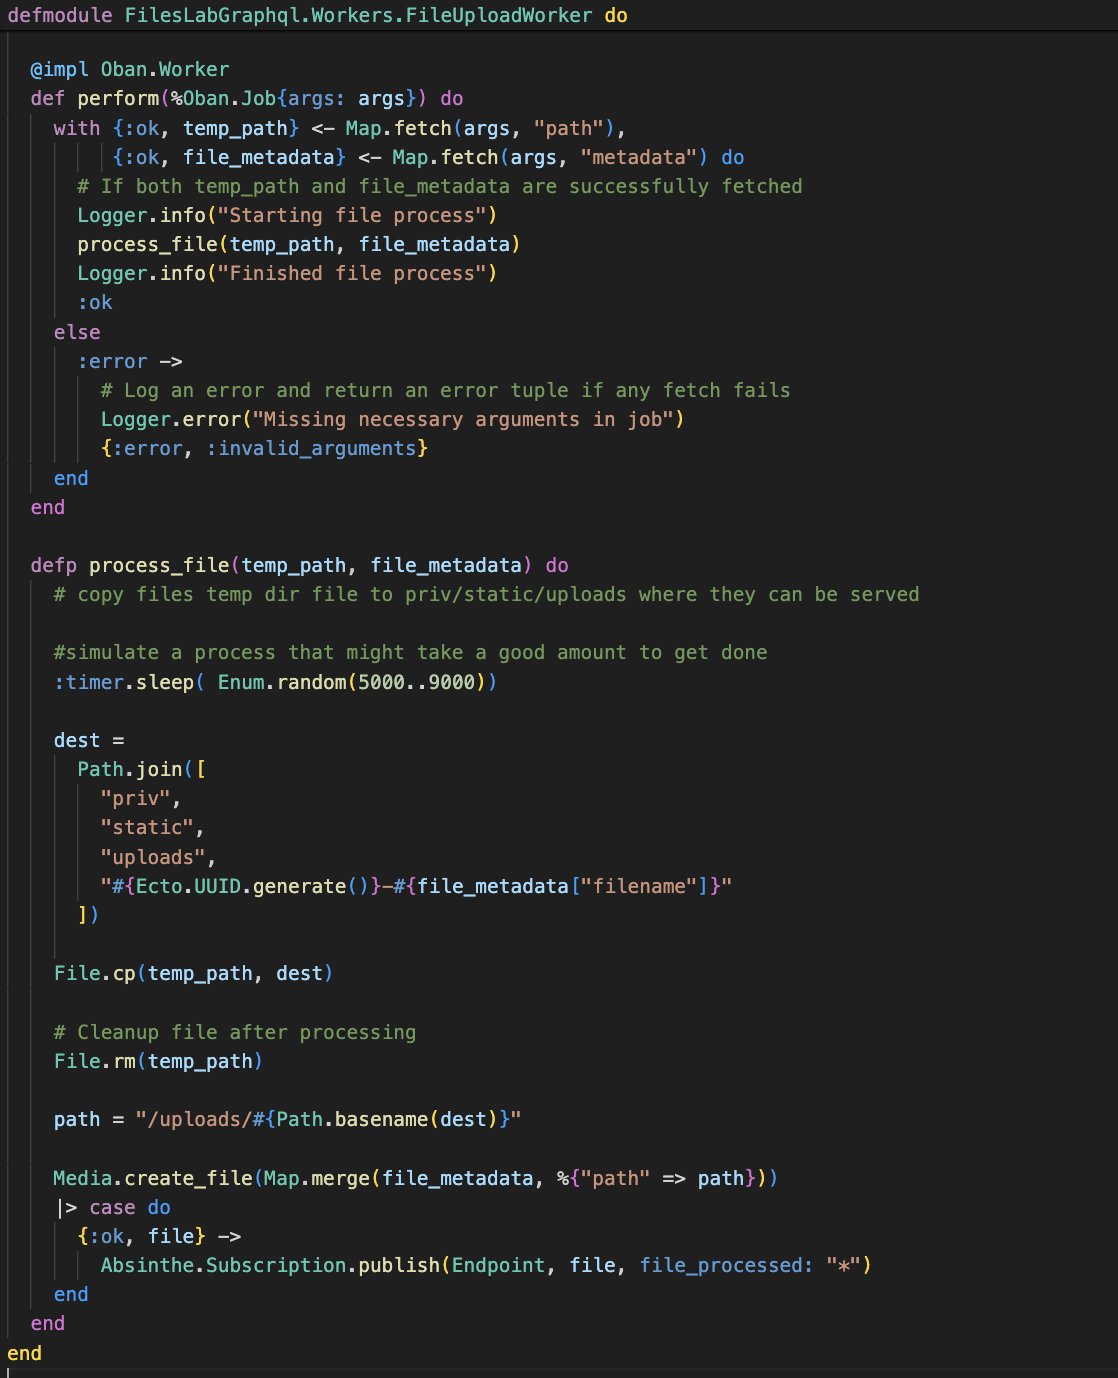 defmodule FilesLabGraphql.Workers.FileUploadWorker do
@impl Oban.Worker
def perform(%Oban.Job{args: args}) do
with {:ok, temp_path} <- Map.fetch(args, "path"),
{:ok, file_metadata} <- Map.fetch(args, "metadata") do
# If both temp_path and file_metadata are successfully fetched
Logger.info("Starting file process")
process_file(temp_path, file_metadata)
Logger.info("Finished file process")
:ok
else
:error ->
# Log an error and return an error tuple if any fetch fails
Logger.error("Missing necessary arguments in job")
{:error, :invalid_arguments}
end
end
defp process_file(temp_path, file_metadata) do
# copy files temp dir file to priv/static/uploads where they can be served
#simulate a process that might take a good amount to get done
:timer.sleep( Enum.random(5000..9000))
dest =
Path.join([
"priv",
"static",
"uploads",
"#{Ecto.UUID.generate()}-#{file_metadata["filename"]}"
])
File.cp(temp_path, dest)
# Cleanup file after processing
File.rm(temp_path)
path = "/uploads/#{Path.basename(dest)}"
Media.create_file(Map.merge(file_metadata, %{"path" => path}))
|> case do
{:ok, file} ->
Absinthe.Subscription.publish(Endpoint, file, file_processed: "*")
end
end
end